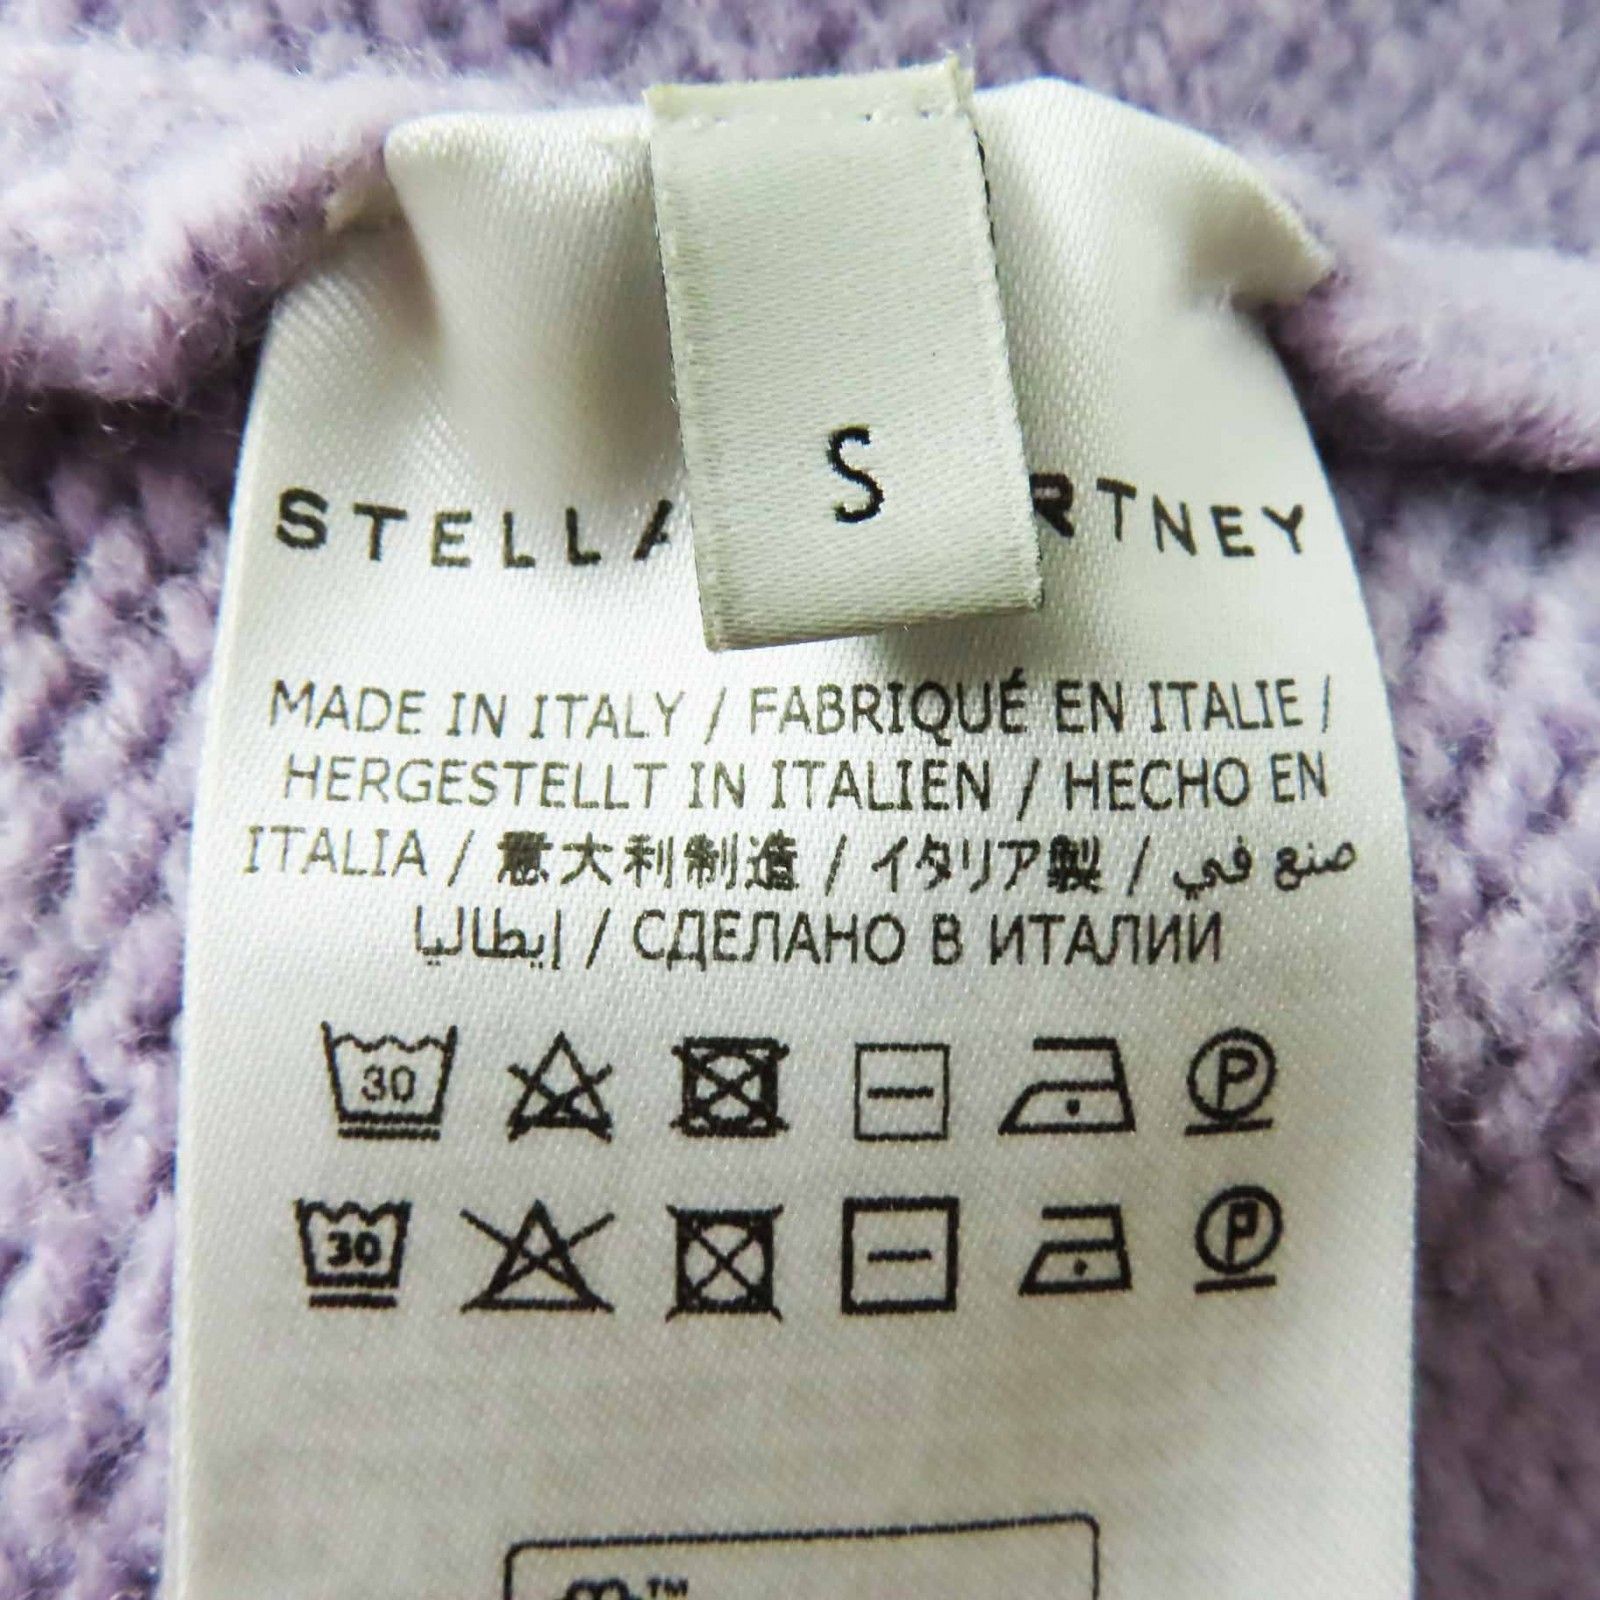 S
STELLA RTNEY
MADE IN ITALY / FABRIQUÉ EN ITALIE /
HERGESTELLT IN ITALIEN / HECHO EN
ITALIA / 意大利制造 / イタリア製 / صنع في
إيطاليا / СДЕЛАНО В ИТАЛИИ
30 P
30 P
™